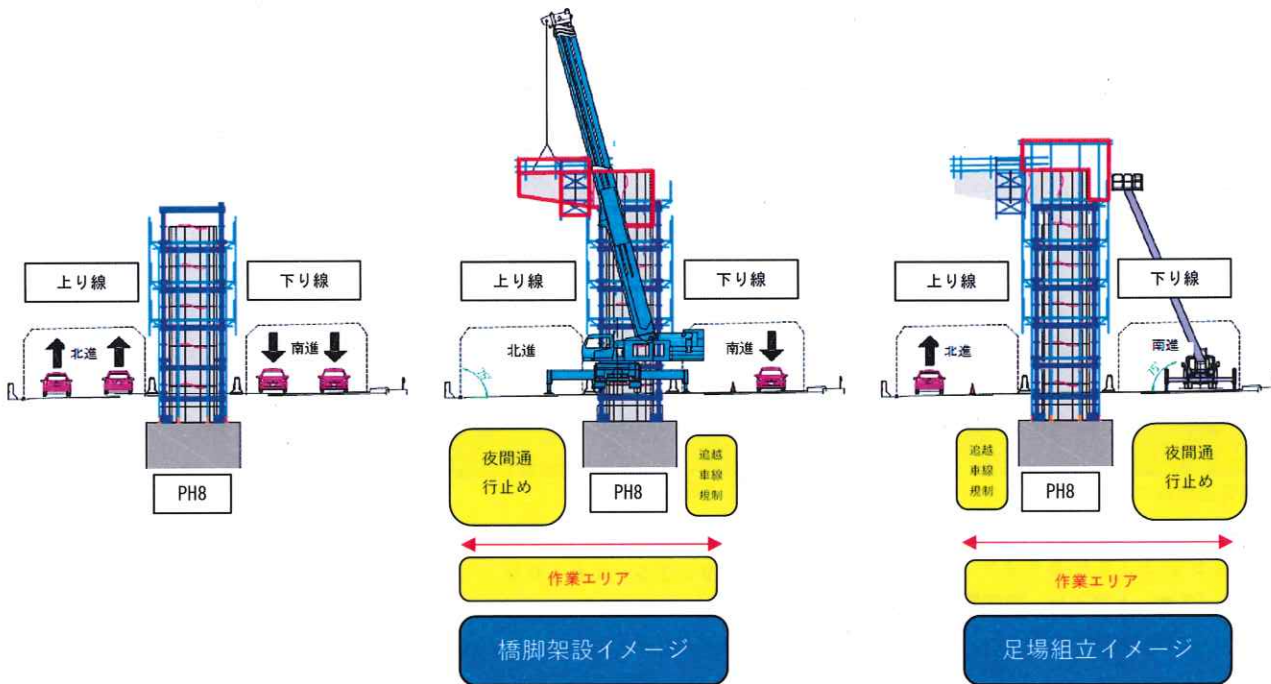 上り線
下り線
北進
南進
PH8
上り線
下り線
北進
南進
夜間通
行止め
追越
車線
規制
PH8
作業エリア
橋脚架設イメージ
上り線
下り線
北進
南進
追越
車線
規制
夜間通
行止め
PH8
作業エリア
足場組立イメージ